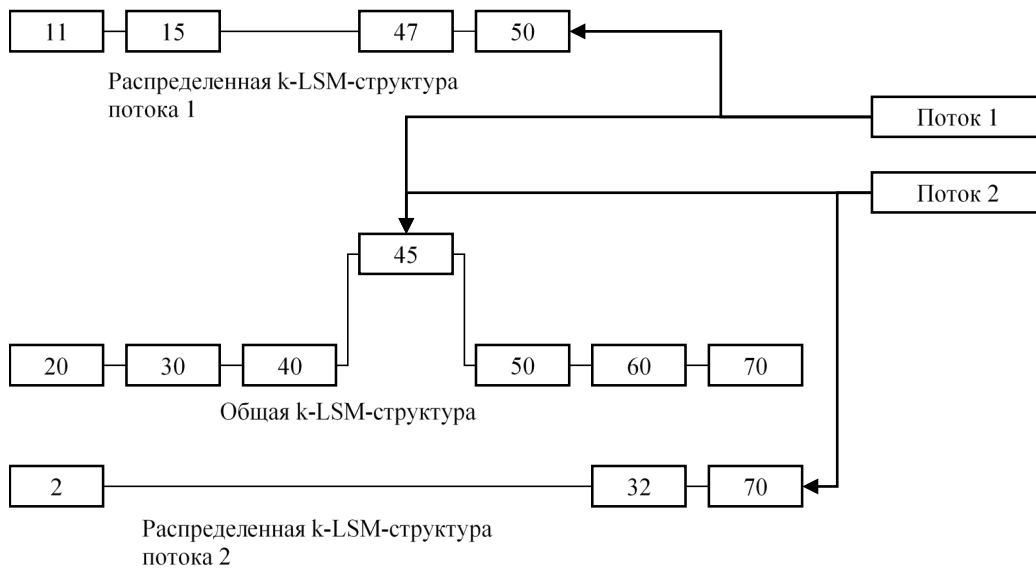 11 15 47 50
Распределенная k-LSM-структура
потока 1
Поток 1
Поток 2
45
20 30 40 50 60 70
Общая k-LSM-структура
2 32 70
Распределенная k-LSM-структура
потока 2